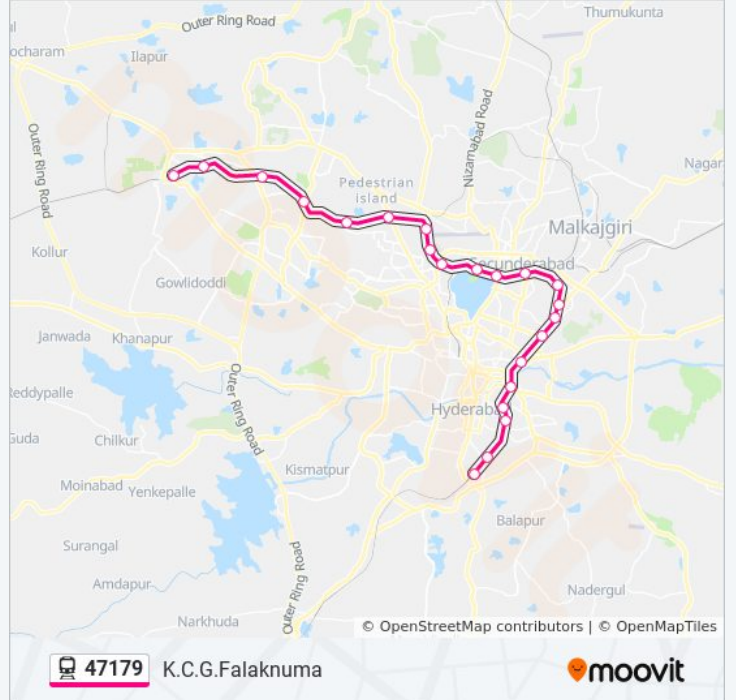 Thumukunta
Outer Ring Road
ocharam
Ilapur
Nizamabad Road
Outer Ring Road
Nagar
Pedestrian
island
Malkajgiri
Kollur
Secunderabad
Gowlidoddi
Janwada
Khanapur
Reddypalle
Outer Ring Road
Hyderabad
Guda
Chilkur
Kismatpur
Moinabad
Yenkepalle
Balapur
Surangal
Outer Ring Road
Amdapur
Nadergul
Narkhuda
© OpenStreetMap contributors | © OpenMapTiles
47179 K.C.G.Falaknuma
moovit